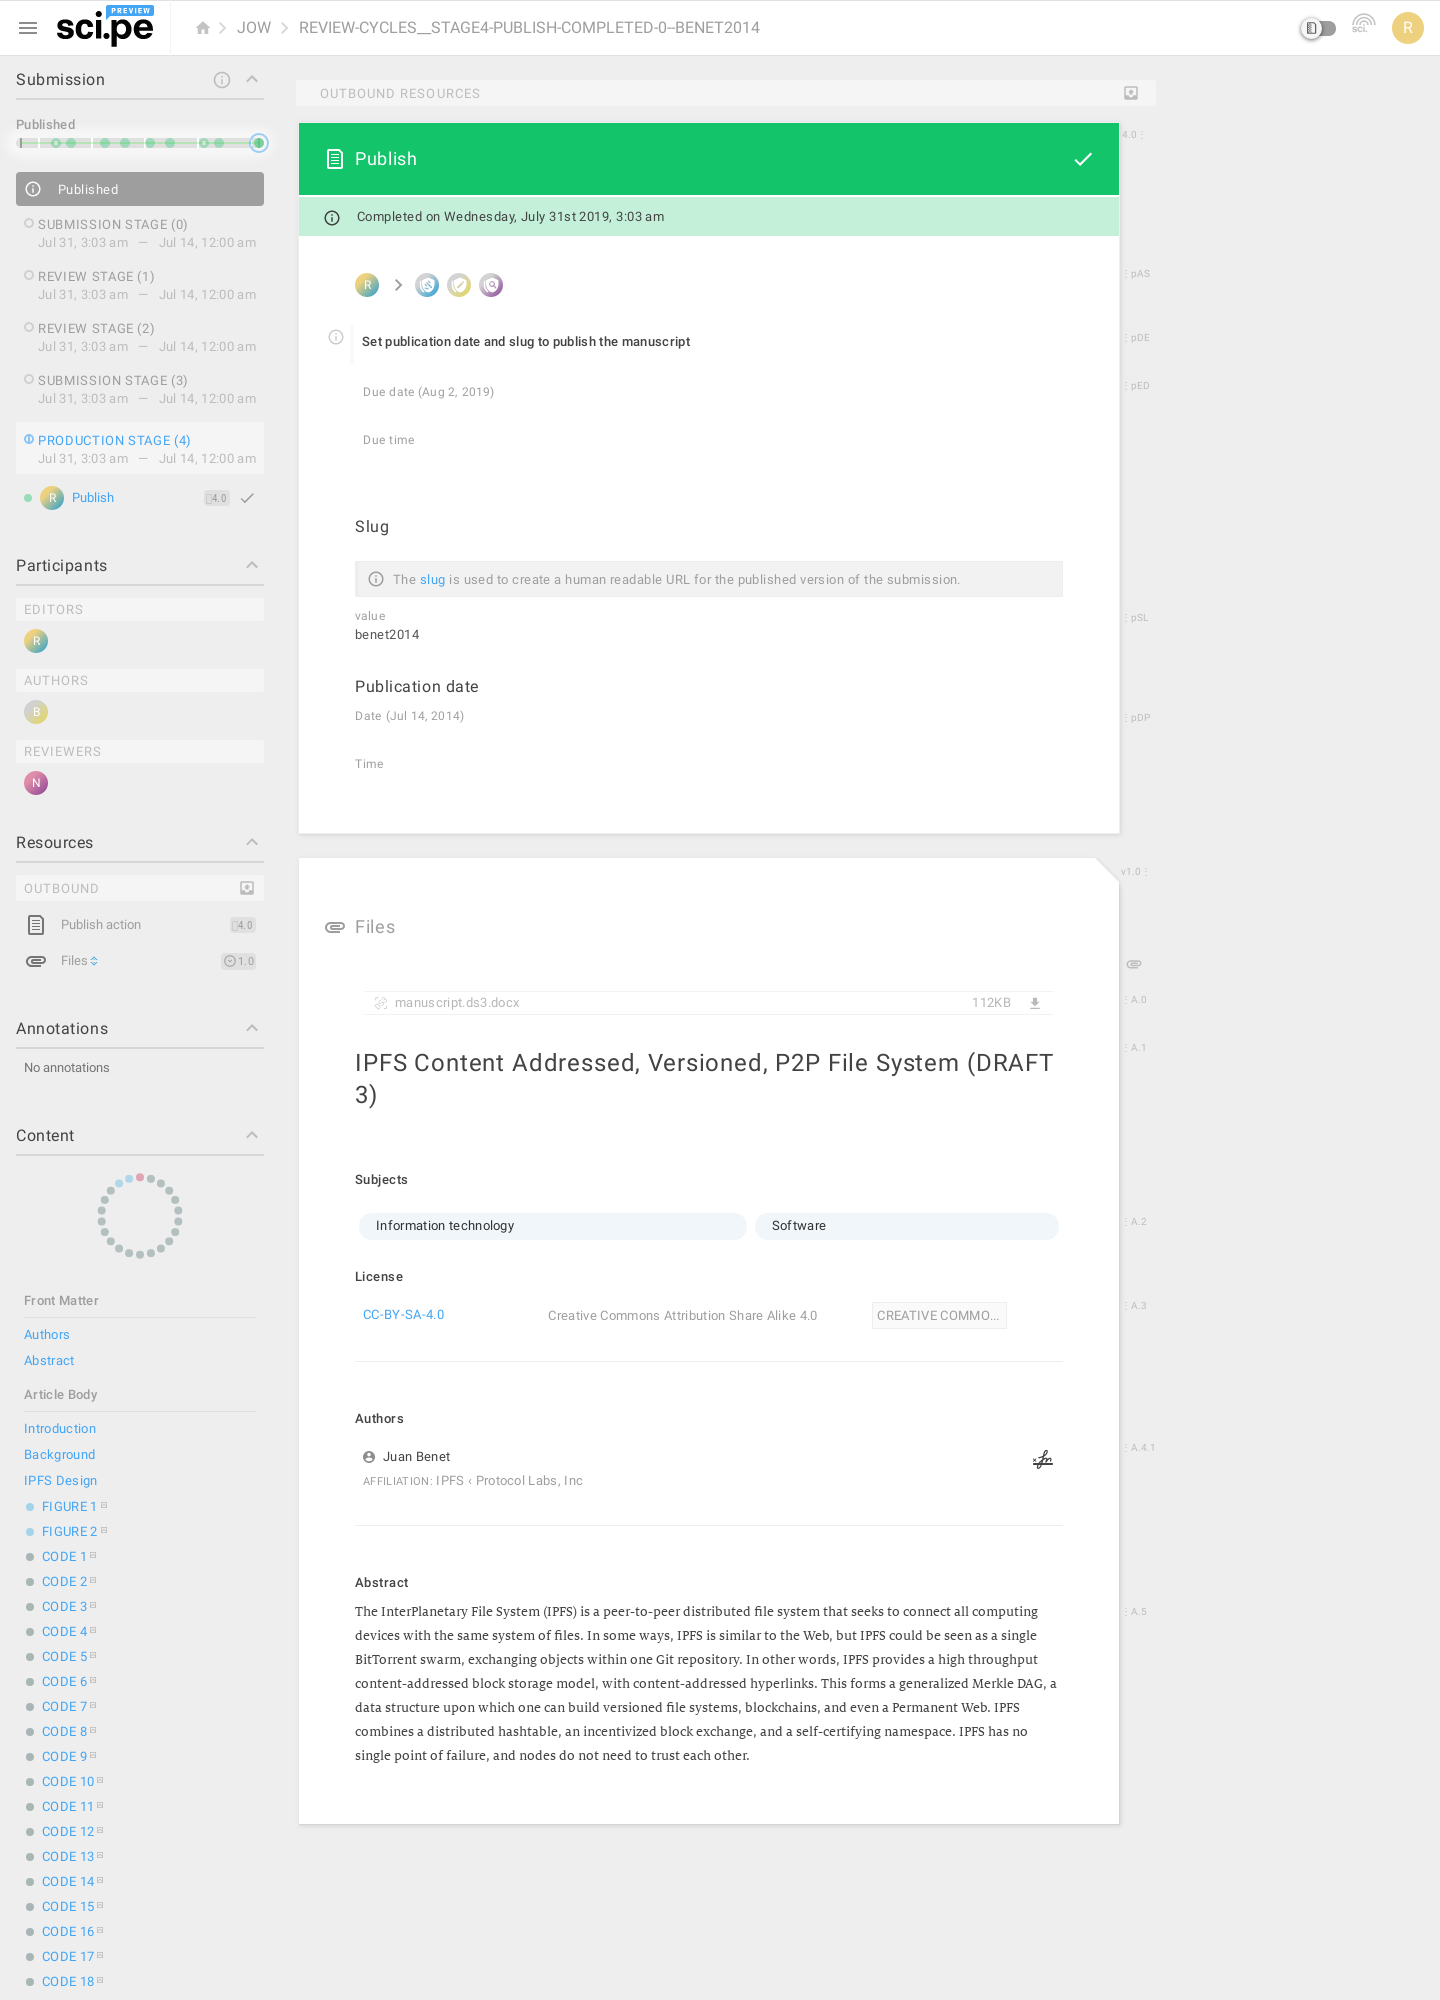 PREVIEW
sci.pe
JOW
REVIEW-CYCLES__STAGE4-PUBLISH-COMPLETED-0--BENET2014
SCI.
R
Submission
Published
Published
SUBMISSION STAGE (0)
Jul 31, 3:03 am — Jul 14, 12:00 am
REVIEW STAGE (1)
Jul 31, 3:03 am — Jul 14, 12:00 am
REVIEW STAGE (2)
Jul 31, 3:03 am — Jul 14, 12:00 am
SUBMISSION STAGE (3)
Jul 31, 3:03 am — Jul 14, 12:00 am
PRODUCTION STAGE (4)
Jul 31, 3:03 am — Jul 14, 12:00 am
R Publish 4.0
Participants
EDITORS
R
AUTHORS
B
REVIEWERS
N
Resources
OUTBOUND
Publish action 4.0
Files 1.0
Annotations
No annotations
Content
Front Matter
Authors
Abstract
Article Body
Introduction
Background
IPFS Design
FIGURE 1
FIGURE 2
CODE 1
CODE 2
CODE 3
CODE 4
CODE 5
CODE 6
CODE 7
CODE 8
CODE 9
CODE 10
CODE 11
CODE 12
CODE 13
CODE 14
CODE 15
CODE 16
CODE 17
CODE 18
OUTBOUND RESOURCES
Publish
4.0
Completed on Wednesday, July 31st 2019, 3:03 am
R
pAS
Set publication date and slug to publish the manuscript
pDE
Due date (Aug 2, 2019)
pED
Due time
Slug
The slug is used to create a human readable URL for the published version of the submission.
value
pSL
benet2014
Publication date
Date (Jul 14, 2014)
pDP
Time
v1.0
Files
manuscript.ds3.docx 112KB
A.0
IPFS Content Addressed, Versioned, P2P File System (DRAFT
3)
A.1
Subjects
Information technology Software
A.2
License
CC-BY-SA-4.0 Creative Commons Attribution Share Alike 4.0 CREATIVE COMMO...
A.3
Authors
Juan Benet
A.4.1
AFFILIATION: IPFS ‹ Protocol Labs, Inc
Abstract
The InterPlanetary File System (IPFS) is a peer-to-peer distributed file system that seeks to connect all computing
A.5
devices with the same system of files. In some ways, IPFS is similar to the Web, but IPFS could be seen as a single
BitTorrent swarm, exchanging objects within one Git repository. In other words, IPFS provides a high throughput
content-addressed block storage model, with content-addressed hyperlinks. This forms a generalized Merkle DAG, a
data structure upon which one can build versioned file systems, blockchains, and even a Permanent Web. IPFS
combines a distributed hashtable, an incentivized block exchange, and a self-certifying namespace. IPFS has no
single point of failure, and nodes do not need to trust each other.